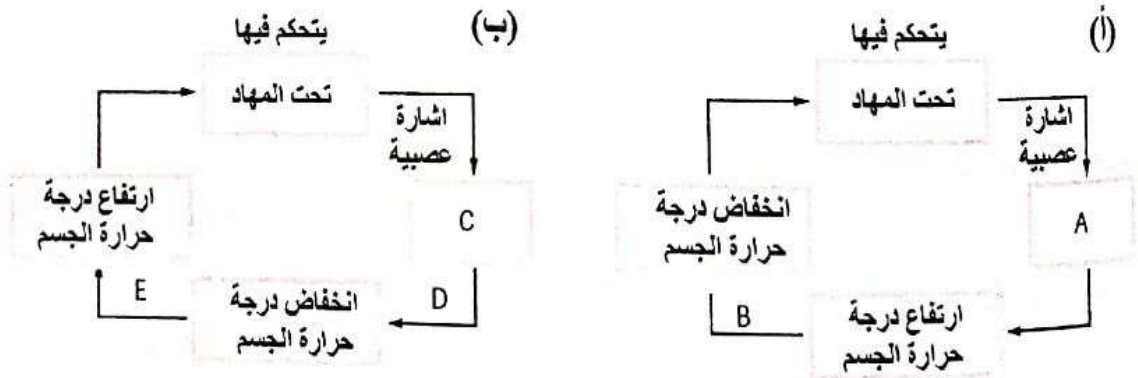 (أ)
يتحكم فيها
تحت المهاد
اشارة
عصبية
A
ارتفاع درجة
حرارة الجسم
B
انخفاض درجة
حرارة الجسم
(ب)
يتحكم فيها
تحت المهاد
اشارة
عصبية
C
D
انخفاض درجة
حرارة الجسم
E
ارتفاع درجة
حرارة الجسم